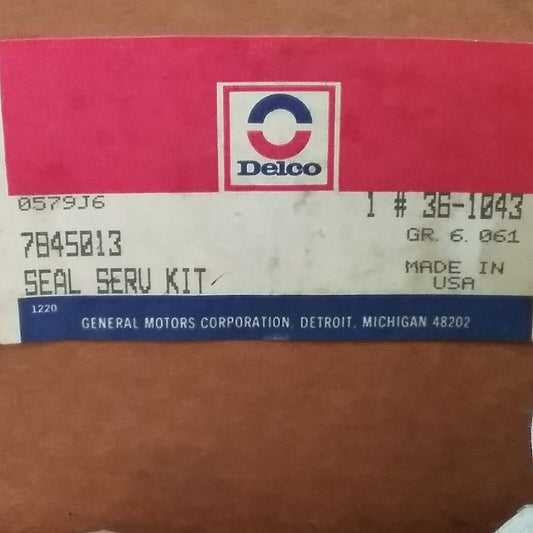 Delco
0579J6
1 # 36-1043
7845013
GR. 6.061
SEAL SERV KIT
MADE IN
USA
1220
GENERAL MOTORS CORPORATION, DETROIT, MICHIGAN 48202